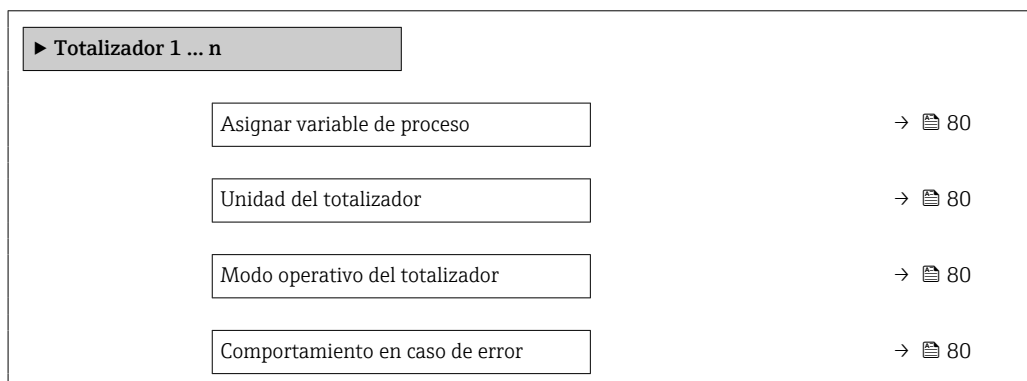 ► Totalizador 1 ... n
Asignar variable de proceso → 80
Unidad del totalizador → 80
Modo operativo del totalizador → 80
Comportamiento en caso de error → 80